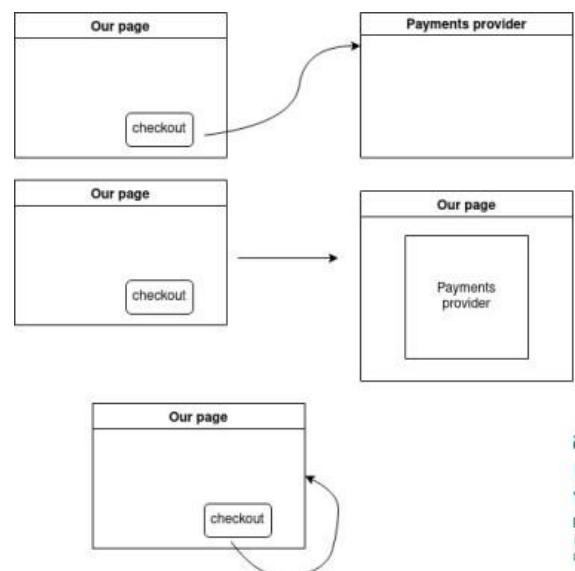 Our page
Payments provider
checkout
Our page
Our page
checkout
Payments
provider
Our page
checkout